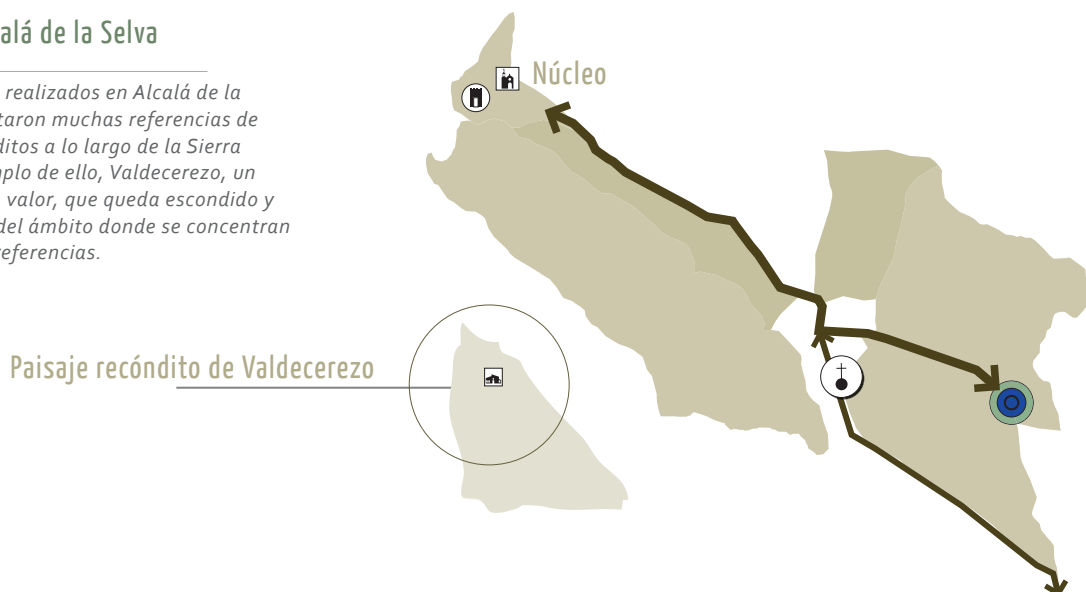 alá de la Selva
realizados en Alcalá de la
taron muchas referencias de
ditos a lo largo de la Sierra
nplo de ello, Valdecerezo, un
valor, que queda escondido y
del ámbito donde se concentran
referencias.
Núcleo
Paisaje recóndito de Valdecerezo